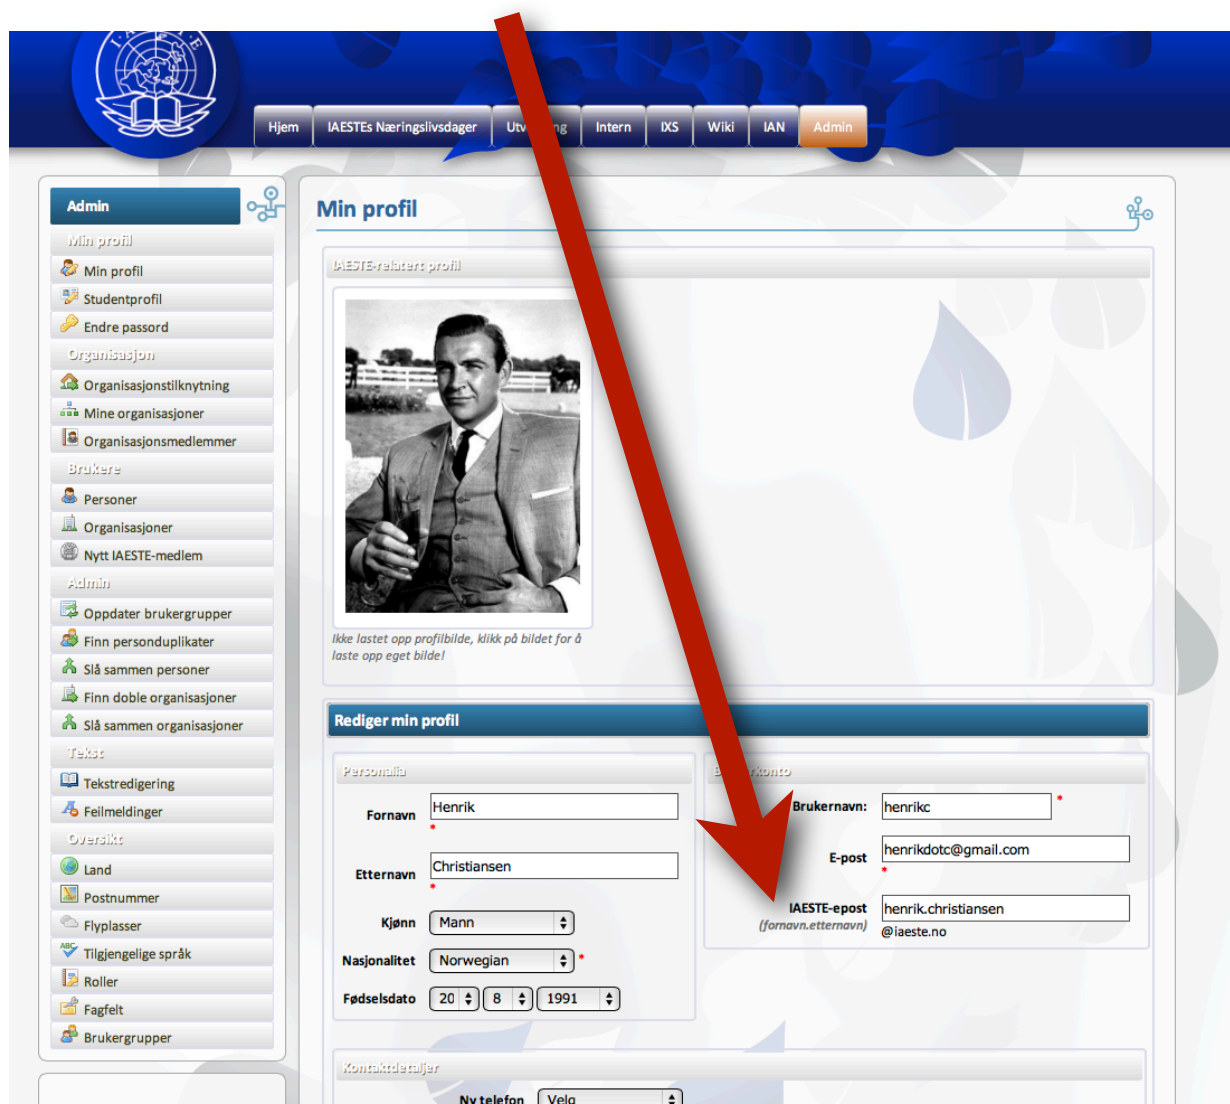 I·A·E·S·T·E
Hjem IAESTEs Næringslivsdager Intern IXS Wiki IAN Admin
Admin
Min profil
Min profil
Studentprofil
Endre passord
Organisasjon
Organisasjonstilknytning
Mine organisasjoner
Organisasjonsmedlemmer
Brukere
Personer
Organisasjoner
Nytt IAESTE-medlem
Admin
Oppdater brukergrupper
Finn personduplikater
Slå sammen personer
Finn doble organisasjoner
Slå sammen organisasjoner
Tekst
Tekstredigering
Feilmeldinger
Oversikt
Land
Postnummer
Flyplasser
Tilgjengelige språk
Roller
Fagfelt
Brukergrupper
Min profil
IAESTE-relatert profil
Ikke lastet opp profilbilde, klikk på bildet for å
laste opp eget bilde!
Rediger min profil
Personalia
Fornavn Henrik
*
Etternavn Christiansen
*
Kjønn Mann
Nasjonalitet Norwegian *
Fødselsdato 20 8 1991
Brukernavn: henrikc *
E-post henrikdotc@gmail.com
*
IAESTE-epost henrik.christiansen
(fornavn.etternavn) @iaeste.no
Kontaktdetaljer
Ny telefon Velg